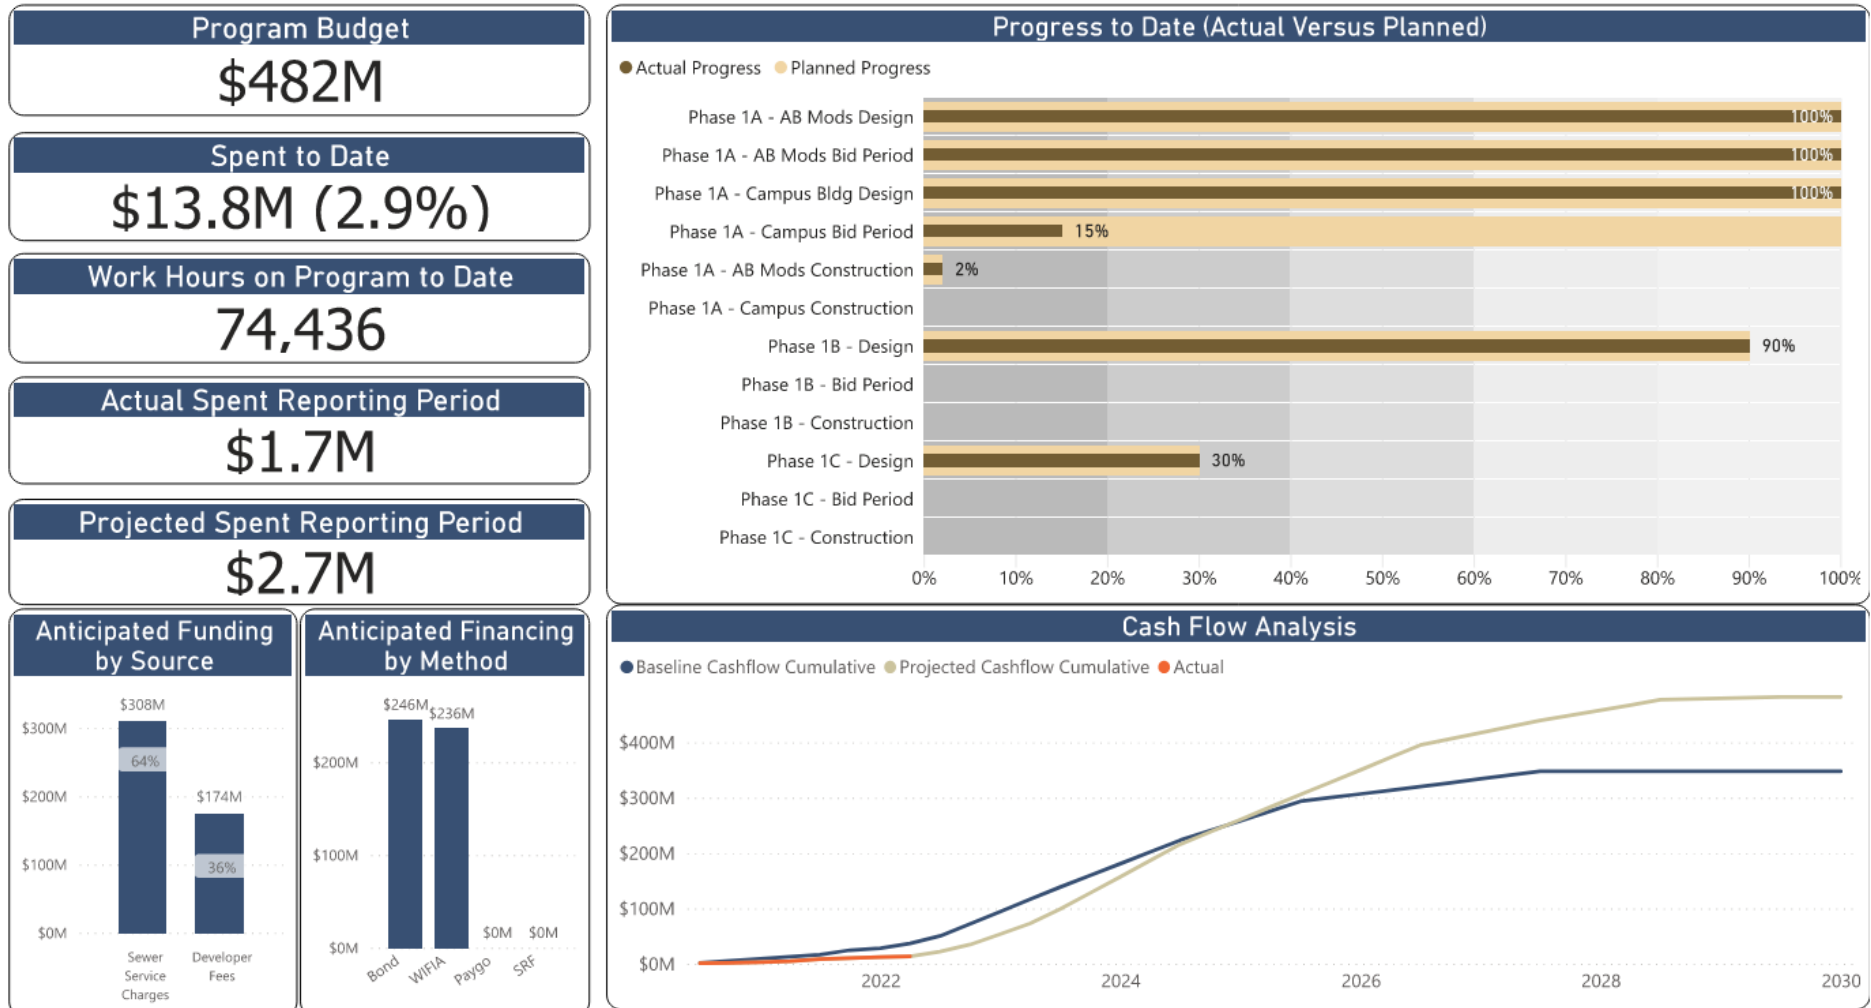 Program Budget
$482M
Spent to Date
$13.8M (2.9%)
Work Hours on Program to Date
74,436
Actual Spent Reporting Period
$1.7M
Projected Spent Reporting Period
$2.7M
Anticipated Funding
by Source
$308M
$300M
64%
$200M
$174M
$100M
36%
$0M
Sewer
Service
Charges
Developer
Fees
Anticipated Financing
by Method
$246M
$236M
$200M
$100M
$0M
$0M
$0M
Bond
WIFIA
Paygo
SRF
Progress to Date (Actual Versus Planned)
Actual Progress Planned Progress
Phase 1A - AB Mods Design 100%
Phase 1A - AB Mods Bid Period 100%
Phase 1A - Campus Bldg Design 100%
Phase 1A - Campus Bid Period 15%
Phase 1A - AB Mods Construction 2%
Phase 1A - Campus Construction
Phase 1B - Design 90%
Phase 1B - Bid Period
Phase 1B - Construction
Phase 1C - Design 30%
Phase 1C - Bid Period
Phase 1C - Construction
0% 10% 20% 30% 40% 50% 60% 70% 80% 90% 100%
Cash Flow Analysis
Baseline Cashflow Cumulative Projected Cashflow Cumulative Actual
$400M
$300M
$200M
$100M
$0M
2022 2024 2026 2028 2030